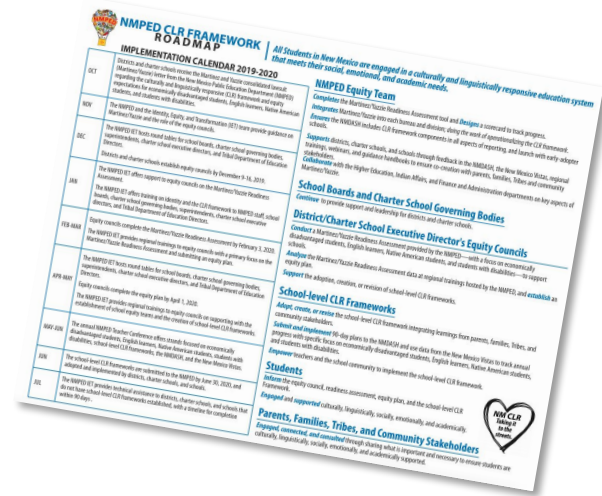 NMPED
NMPED CLR FRAMEWORK
ROADMAP
All Students in New Mexico are engaged in a culturally and linguistically responsive education system
that meets their social, emotional, and academic needs.
IMPLEMENTATION CALENDAR 2019-2020
OCT
Districts and charter schools receive the Martinez and Yazzie consolidated lawsuit
(Martinez/Yazzie) letter from the New Mexico Public Education Department (NMPED)
regarding the culturally and linguistically responsive (CLR) framework and equity
expectations for economically disadvantaged students, English learners, Native American
students, and students with disabilities.
NOV
The NMPED and the Identity, Equity, and Transformation (IET) team provide guidance on
Martinez/Yazzie and the role of the equity councils.
DEC
The NMPED IET hosts round tables for school boards, charter school governing bodies,
superintendents, charter school executive directors, and Tribal Department of Education
Directors.
Districts and charter schools establish equity councils by December 9-16, 2019.
JAN
The NMPED IET offers support to equity councils on the Martinez/Yazzie Readiness
Assessment.
The NMPED IET offers training on identity and the CLR framework to NMPED staff, school
boards, charter school governing bodies, superintendents, charter school executive
directors, and Tribal Department of Education Directors.
FEB-MAR
Equity councils complete the Martinez/Yazzie Readiness Assessment by February 3, 2020.
The NMPED IET provides regional trainings to equity councils with a primary focus on the
Martinez/Yazzie Readiness Assessment and submitting an equity plan.
APR-MAY
The NMPED IET hosts round tables for school boards, charter school governing bodies,
superintendents, charter school executive directors, and Tribal Department of Education
Directors.
Equity councils complete the equity plan by April 1, 2020.
The NMPED IET provides regional trainings to equity councils on supporting with the
establishment of school equity teams and the creation of school-level CLR frameworks.
MAY-JUN
The annual NMPED Teacher Conference offers strands focused on economically
disadvantaged students, English learners, Native American students, students with
disabilities, school-level CLR frameworks, the NMDASH, and the New Mexico Vistas.
JUN
The school-level CLR frameworks are submitted to the NMPED by June 30, 2020, and
adopted and implemented by districts, charter schools, and schools.
JUL
The NMPED IET provides technical assistance to districts, charter schools, and schools that
do not have school-level CLR frameworks established, with a timeline for completion
within 90 days.
NMPED Equity Team
Completes the Martinez/Yazzie Readiness Assessment tool and Designs a scorecard to track progress.
Integrates Martinez/Yazzie into each bureau and division; doing the work of operationalizing the CLR framework.
Ensures the NMDASH includes CLR framework components in all aspects of reporting, and launch with early-adopter
schools.
Supports districts, charter schools, and schools through feedback in the NMDASH, the New Mexico Vistas, regional
trainings, webinars, and guidance handbooks to ensure co-creation with parents, families, Tribes and community
stakeholders.
Collaborate with the Higher Education, Indian Affairs, and Finance and Administration departments on key aspects of
Martinez/Yazzie.
School Boards and Charter School Governing Bodies
Continue to provide support and leadership for districts and charter schools.
District/Charter School Executive Director's Equity Councils
Conduct a Martinez/Yazzie Readiness Assessment provided by the NMPED—with a focus on economically
disadvantaged students, English learners, Native American students, and students with disabilities—to support
schools.
Analyze the Martinez/Yazzie Readiness Assessment data at regional trainings hosted by the NMPED, and establish an
equity plan.
Support the adoption, creation, or revision of school-level CLR frameworks.
School-level CLR Frameworks
Adopt, create, or revise the school-level CLR framework integrating learnings from parents, families, Tribes, and
community stakeholders.
Submit and implement 90-day plans to the NMDASH and use data from the New Mexico Vistas to track annual
progress with specific focus on economically disadvantaged students, English learners, Native American students,
and students with disabilities.
Empower teachers and the school community to implement the school-level CLR framework.
Students
Inform the equity council, readiness assessment, equity plan, and the school-level CLR
Framework.
Engaged and supported culturally, linguistically, socially, emotionally, and academically.
Parents, Families, Tribes, and Community Stakeholders
Engaged, connected, and consulted through sharing what is important and necessary to ensure students are
culturally, linguistically, socially, emotionally, and academically supported.
NM CLR
Taking it
to the
streets.